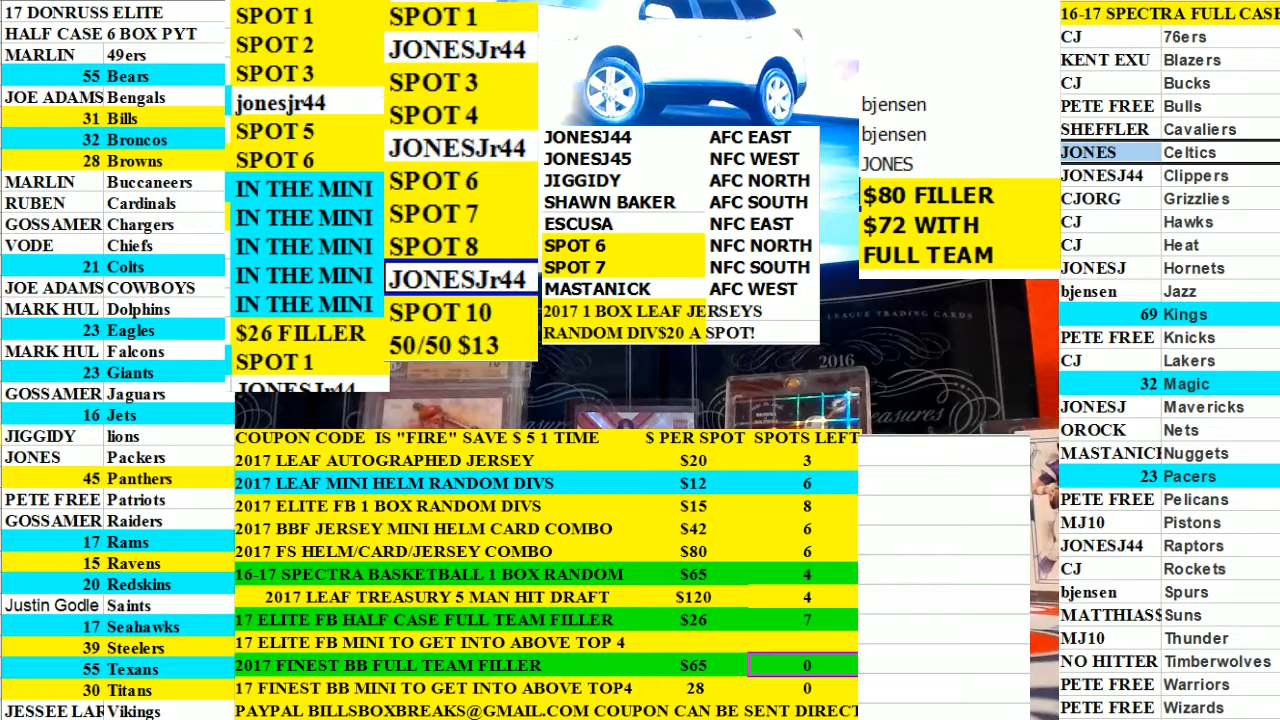 17 DONRUSS ELITE
HALF CASE 6 BOX PYT
MARLIN 49ers
55 Bears
JOE ADAMS Bengals
31 Bills
32 Broncos
28 Browns
MARLIN Buccaneers
RUBEN Cardinals
GOSSAMER Chargers
VODE Chiefs
21 Colts
JOE ADAMS COWBOYS
MARK HUL Dolphins
23 Eagles
MARK HUL Falcons
23 Giants
GOSSAMER Jaguars
16 Jets
JIGGIDY lions
JONES Packers
45 Panthers
PETE FREE Patriots
GOSSAMER Raiders
17 Rams
15 Ravens
20 Redskins
Justin Godle Saints
17 Seahawks
39 Steelers
55 Texans
30 Titans
JESSEE LAR Vikings
SPOT 1
SPOT 2
SPOT 3
jonesjr44
SPOT 5
SPOT 6
IN THE MINI
IN THE MINI
IN THE MINI
IN THE MINI
IN THE MINI
$26 FILLER
SPOT 1
JONESJr44
SPOT 1
JONESJr44
SPOT 3
SPOT 4
JONESJr44
SPOT 6
SPOT 7
SPOT 8
JONESJr44
SPOT 10
50/50 $13
JONESJ44 AFC EAST
JONESJ45 NFC WEST
JIGGIDY AFC NORTH
SHAWN BAKER AFC SOUTH
ESCUSA NFC EAST
SPOT 6 NFC NORTH
SPOT 7 NFC SOUTH
MASTANICK AFC WEST
2017 1 BOX LEAF JERSEYS
RANDOM DIV$20 A SPOT!
bjensen
bjensen
JONES
$80 FILLER
$72 WITH
FULL TEAM
LEAGUE TRADING CARDS
2016
Treasures
COUPON CODE IS "FIRE" SAVE $ 5 1 TIME $ PER SPOT SPOTS LEFT
2017 LEAF AUTOGRAPHED JERSEY $20 3
2017 LEAF MINI HELM RANDOM DIVS $12 6
2017 ELITE FB 1 BOX RANDOM DIVS $15 8
2017 BBF JERSEY MINI HELM CARD COMBO $42 6
2017 FS HELM/CARD/JERSEY COMBO $80 6
16-17 SPECTRA BASKETBALL 1 BOX RANDOM $65 4
2017 LEAF TREASURY 5 MAN HIT DRAFT $120 4
17 ELITE FB HALF CASE FULL TEAM FILLER $26 7
17 ELITE FB MINI TO GET INTO ABOVE TOP 4
2017 FINEST BB FULL TEAM FILLER $65 0
17 FINEST BB MINI TO GET INTO ABOVE TOP4 28 0
PAYPAL BILLSBOXBREAKS@GMAIL.COM COUPON CAN BE SENT DIRECT
16-17 SPECTRA FULL CASE
CJ 76ers
KENT EXU Blazers
CJ Bucks
PETE FREE Bulls
SHEFFLER Cavaliers
JONES Celtics
JONESJ44 Clippers
CJORG Grizzlies
CJ Hawks
CJ Heat
JONESJ Hornets
bjensen Jazz
69 Kings
PETE FREE Knicks
CJ Lakers
32 Magic
JONESJ Mavericks
OROCK Nets
MASTANICK Nuggets
23 Pacers
PETE FREE Pelicans
MJ10 Pistons
JONESJ44 Raptors
CJ Rockets
bjensen Spurs
MATTHIAS$ Suns
MJ10 Thunder
NO HITTER Timberwolves
PETE FREE Warriors
PETE FREE Wizards